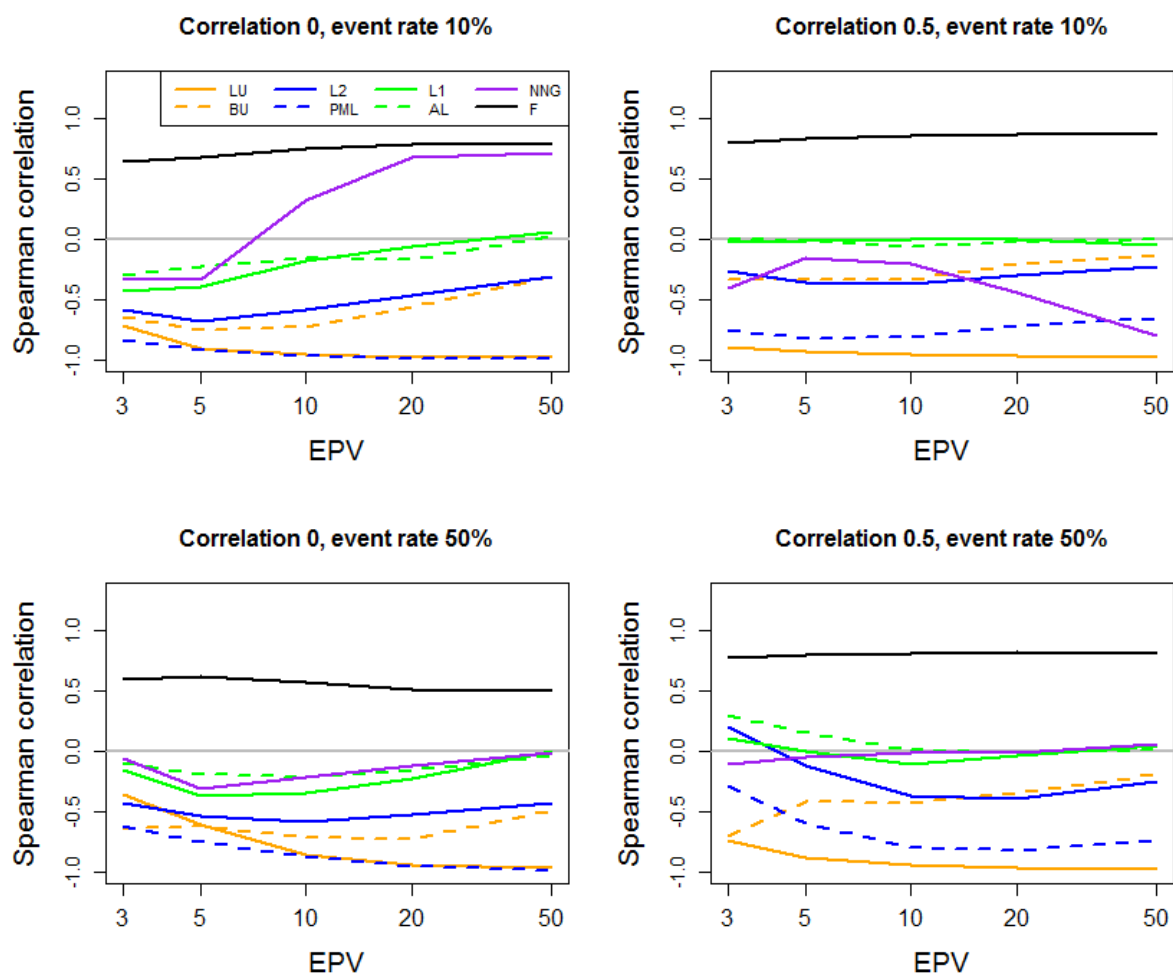 Correlation 0, event rate 10%
LU L2 L1 NNG
BU PML AL F
Spearman correlation
1.0
0.5
0.0
-0.5
-1.0
3 5 10 20 50
EPV
Correlation 0.5, event rate 10%
Spearman correlation
1.0
0.5
0.0
-0.5
-1.0
3 5 10 20 50
EPV
Correlation 0, event rate 50%
Spearman correlation
1.0
0.5
0.0
-0.5
-1.0
3 5 10 20 50
EPV
Correlation 0.5, event rate 50%
Spearman correlation
1.0
0.5
0.0
-0.5
-1.0
3 5 10 20 50
EPV